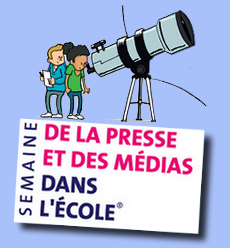 SEMAINE
DE LA PRESSE
ET DES MÉDIAS
DANS
L'ÉCOLE®